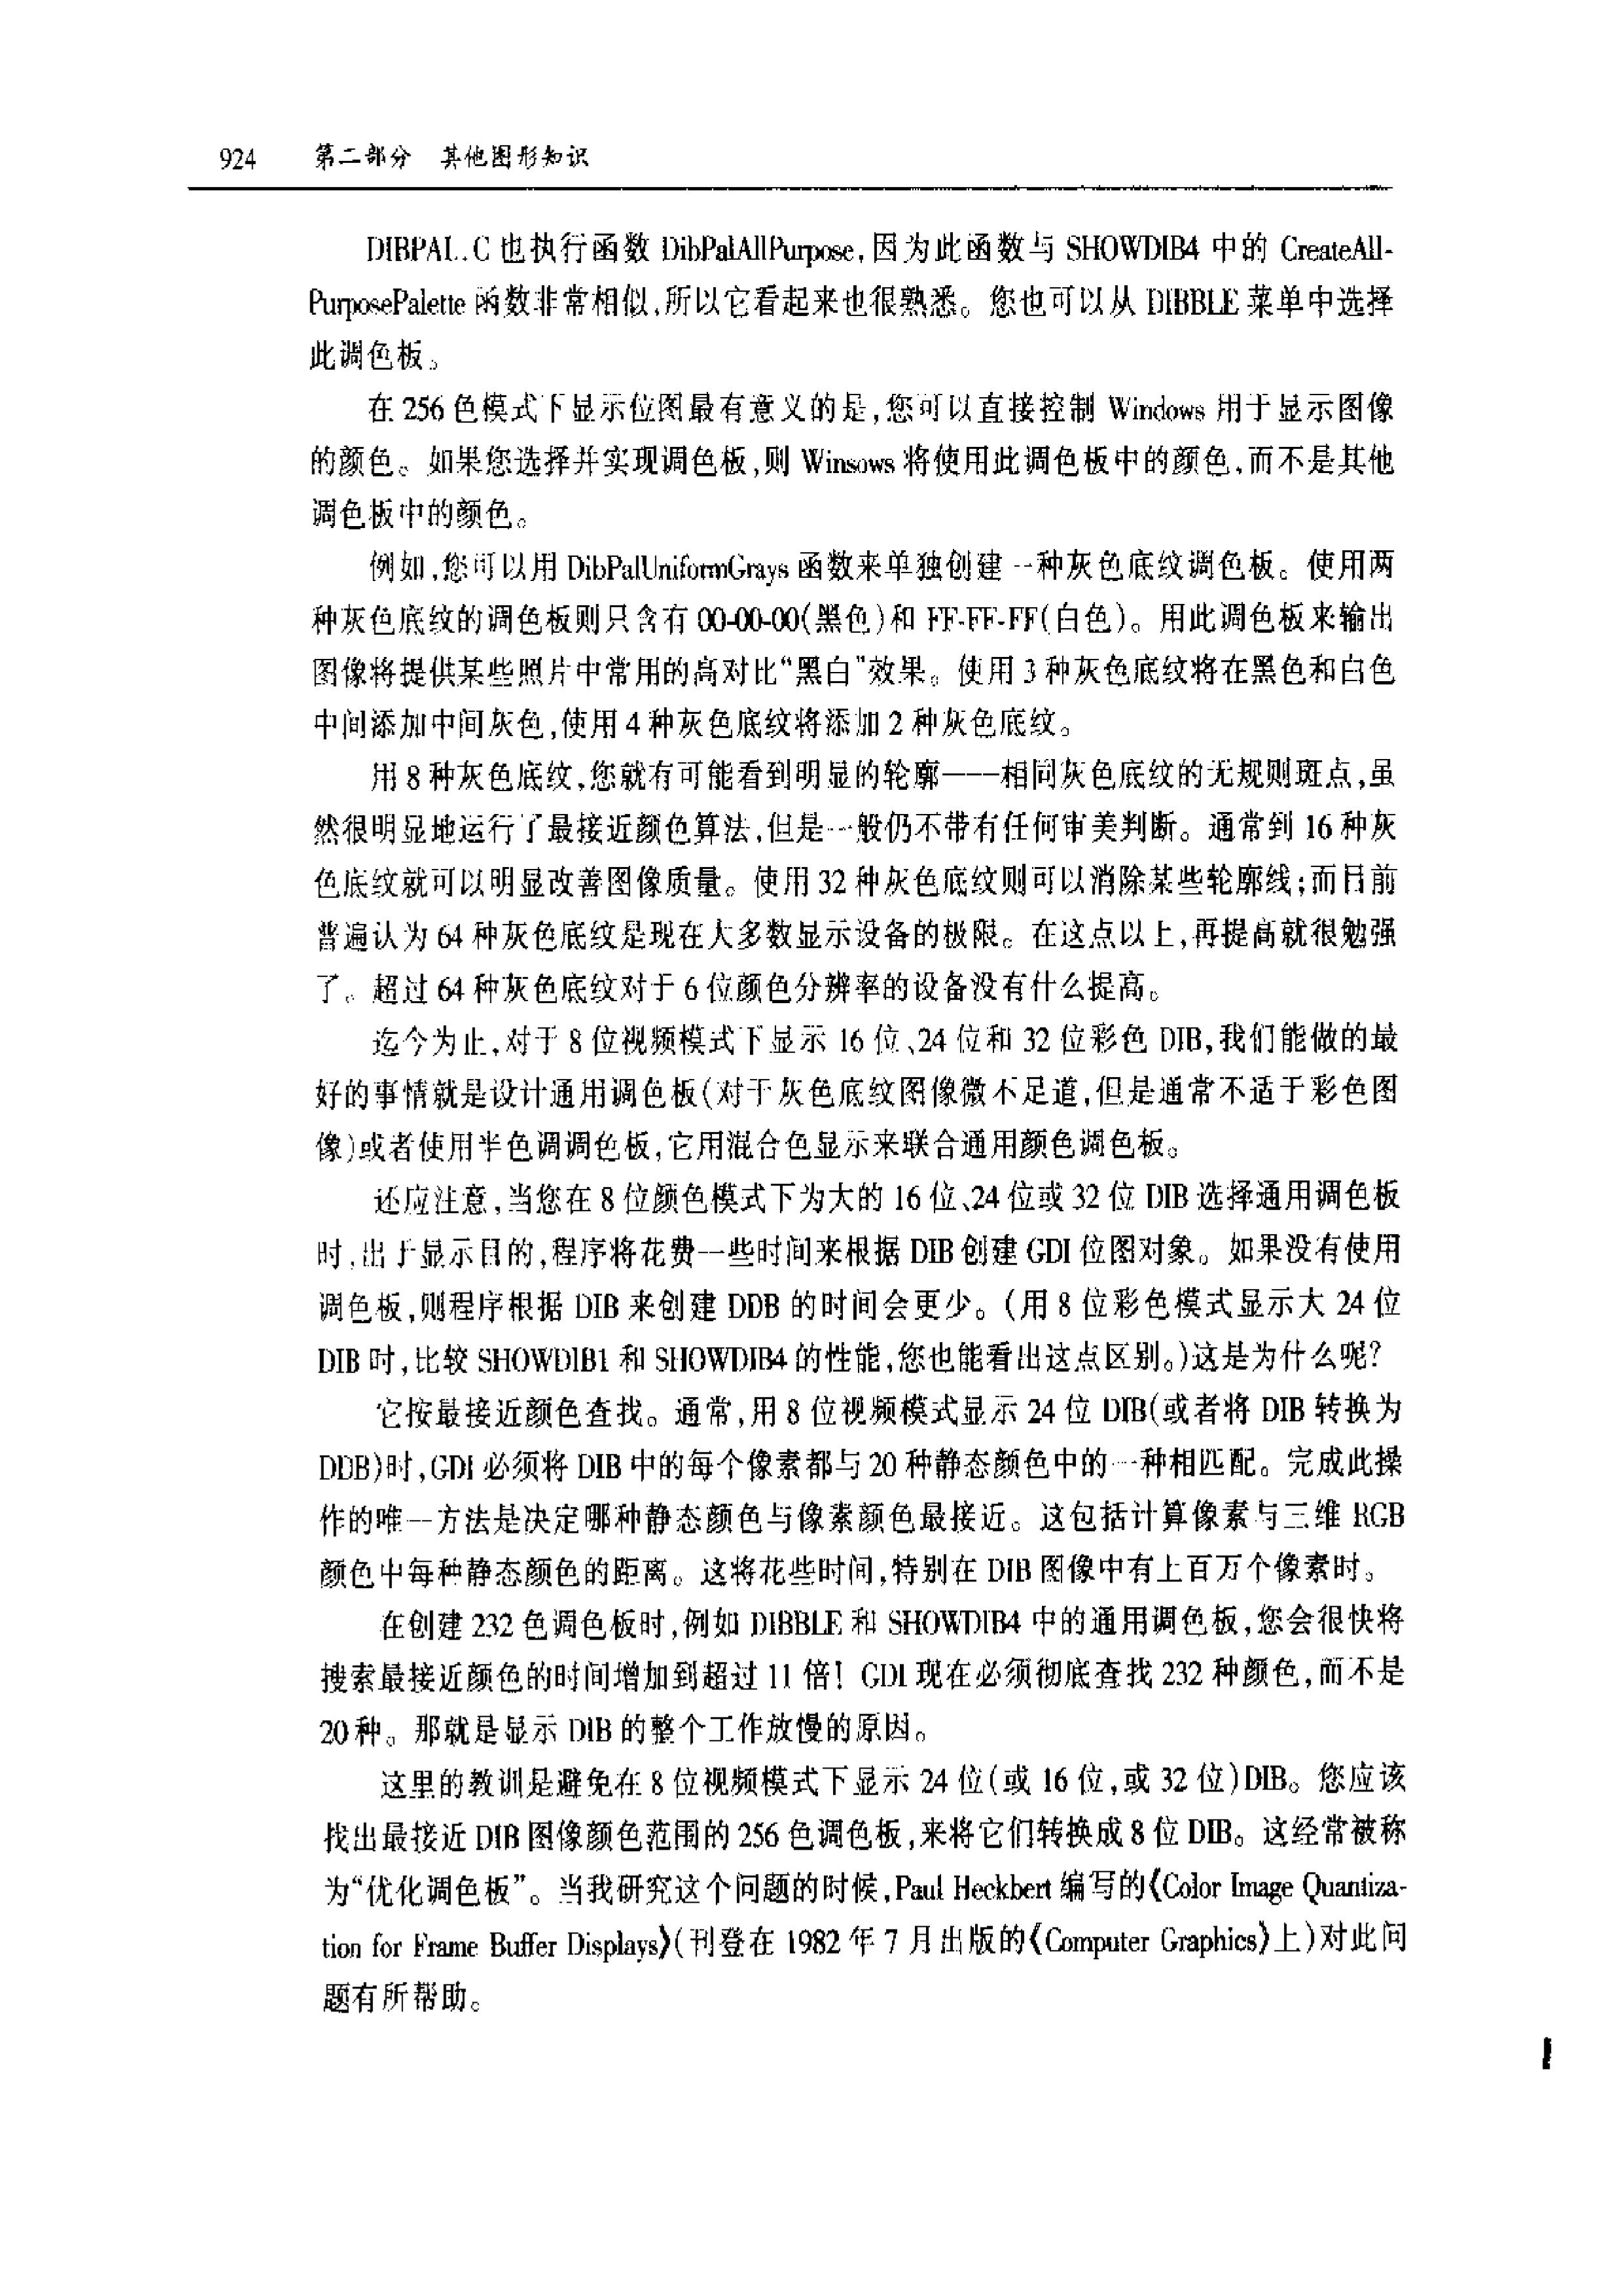 924 第二部分 其他图形知识
DIBPAL.C 也执行函数 DibPalAllPurpose,因为此函数与 SHOWDIB4 中的 CreateAll-
PurposePalette 函数非常相似,所以它看起来也很熟悉。您也可以从 DIBBLE 菜单中选择
此调色板。
在 256 色模式下显示位图最有意义的是,您可以直接控制 Windows 用于显示图像
的颜色。如果您选择并实现调色板,则 Winsows 将使用此调色板中的颜色,而不是其他
调色板中的颜色。
例如,您可以用 DibPalUniformGrays 函数来单独创建一种灰色底纹调色板。使用两
种灰色底纹的调色板则只含有 00-00-00(黑色)和 FF-FF-FF(白色)。用此调色板来输出
图像将提供某些照片中常用的高对比“黑白”效果。使用 3 种灰色底纹将在黑色和白色
中间添加中间灰色,使用 4 种灰色底纹将添加 2 种灰色底纹。
用 8 种灰色底纹,您就有可能看到明显的轮廓——相同灰色底纹的无规则斑点,虽
然很明显地运行了最接近颜色算法,但是一般仍不带有任何审美判断。通常到 16 种灰
色底纹就可以明显改善图像质量。使用 32 种灰色底纹则可以消除某些轮廓线;而目前
普遍认为 64 种灰色底纹是现在大多数显示设备的极限。在这点以上,再提高就很勉强
了。超过 64 种灰色底纹对于 6 位颜色分辨率的设备没有什么提高。
迄今为止,对于 8 位视频模式下显示 16 位、24 位和 32 位彩色 DIB,我们能做的最
好的事情就是设计通用调色板(对于灰色底纹图像微不足道,但是通常不适于彩色图
像)或者使用半色调调色板,它用混合色显示来联合通用颜色调色板。
还应注意,当您在 8 位颜色模式下为大的 16 位、24 位或 32 位 DIB 选择通用调色板
时,出于显示目的,程序将花费一些时间来根据 DIB 创建 GDI 位图对象。如果没有使用
调色板,则程序根据 DIB 来创建 DDB 的时间会更少。(用 8 位彩色模式显示大 24 位
DIB 时,比较 SHOWDIB1 和 SHOWDIB4 的性能,您也能看出这点区别。)这是为什么呢?
它按最接近颜色查找。通常,用 8 位视频模式显示 24 位 DIB(或者将 DIB 转换为
DDB)时,GDI 必须将 DIB 中的每个像素都与 20 种静态颜色中的一种相匹配。完成此操
作的唯一方法是决定哪种静态颜色与像素颜色最接近。这包括计算像素与三维 RGB
颜色中每种静态颜色的距离。这将花些时间,特别在 DIB 图像中有上百万个像素时。
在创建 232 色调色板时,例如 DIBBLE 和 SHOWDIB4 中的通用调色板,您会很快将
搜索最接近颜色的时间增加到超过 11 倍! GDI 现在必须彻底查找 232 种颜色,而不是
20 种。那就是显示 DIB 的整个工作放慢的原因。
这里的教训是避免在 8 位视频模式下显示 24 位(或 16 位,或 32 位)DIB。您应该
找出最接近 DIB 图像颜色范围的 256 色调色板,来将它们转换成 8 位 DIB。这经常被称
为“优化调色板”。当我研究这个问题的时候,Paul Heckbert 编写的《Color Image Quantiza-
tion for Frame Buffer Displays》(刊登在 1982 年 7 月出版的《Computer Graphics》上)对此问
题有所帮助。